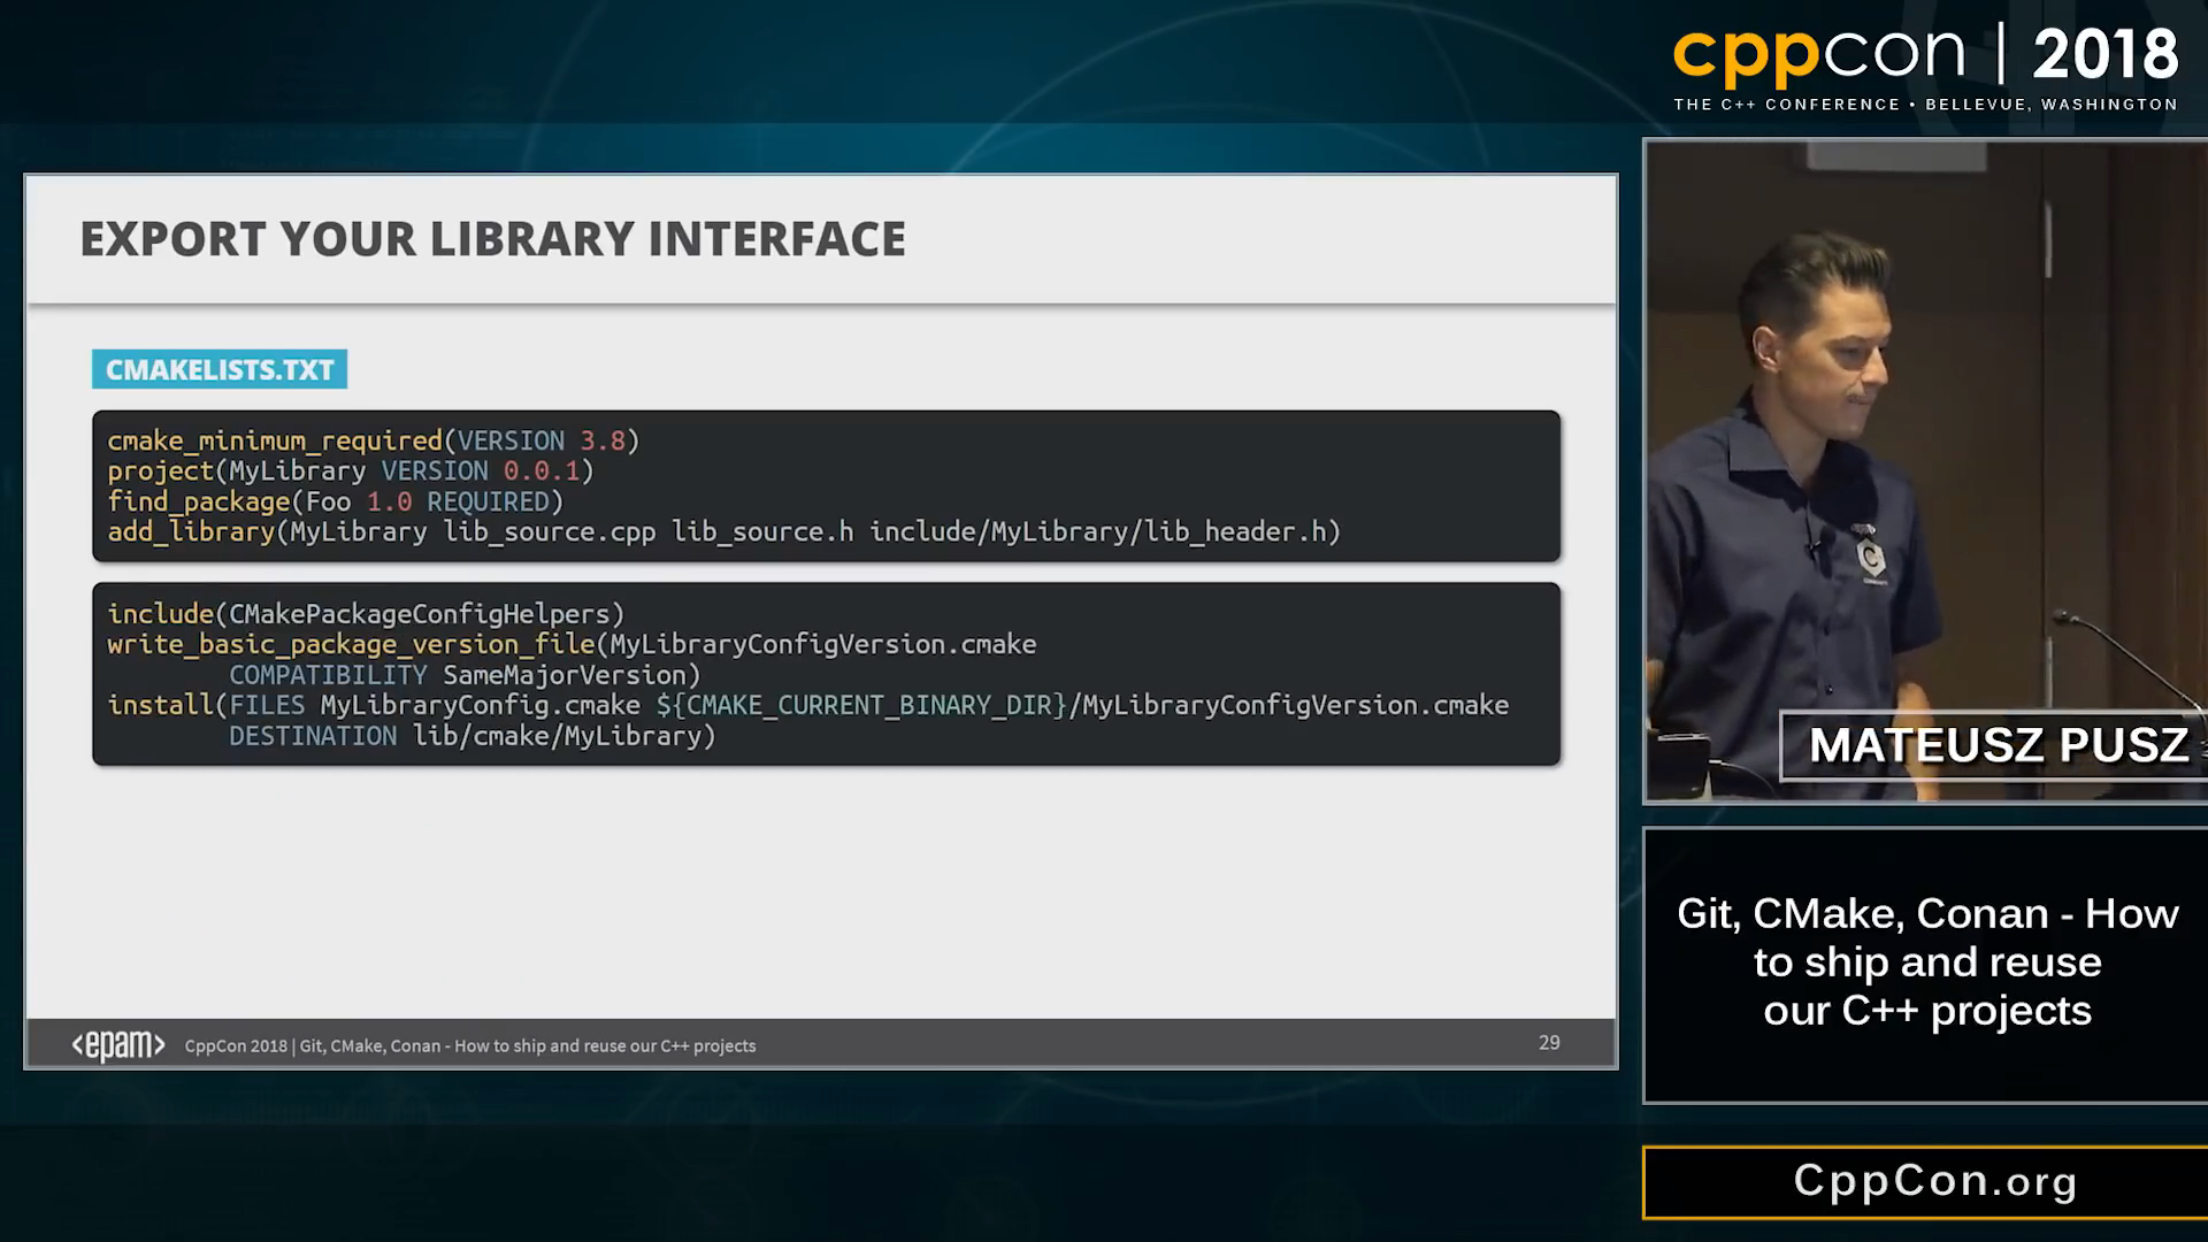 cppcon | 2018
THE C++ CONFERENCE • BELLEVUE, WASHINGTON
EXPORT YOUR LIBRARY INTERFACE
CMAKELISTS.TXT
cmake_minimum_required(VERSION 3.8)
project(MyLibrary VERSION 0.0.1)
find_package(Foo 1.0 REQUIRED)
add_library(MyLibrary lib_source.cpp lib_source.h include/MyLibrary/lib_header.h)
include(CMakePackageConfigHelpers)
write_basic_package_version_file(MyLibraryConfigVersion.cmake
COMPATIBILITY SameMajorVersion)
install(FILES MyLibraryConfig.cmake ${CMAKE_CURRENT_BINARY_DIR}/MyLibraryConfigVersion.cmake
DESTINATION lib/cmake/MyLibrary)
<epam> CppCon 2018 | Git, CMake, Conan - How to ship and reuse our C++ projects 29
C++
MATEUSZ PUSZ
Git, CMake, Conan - How
to ship and reuse
our C++ projects
CppCon.org